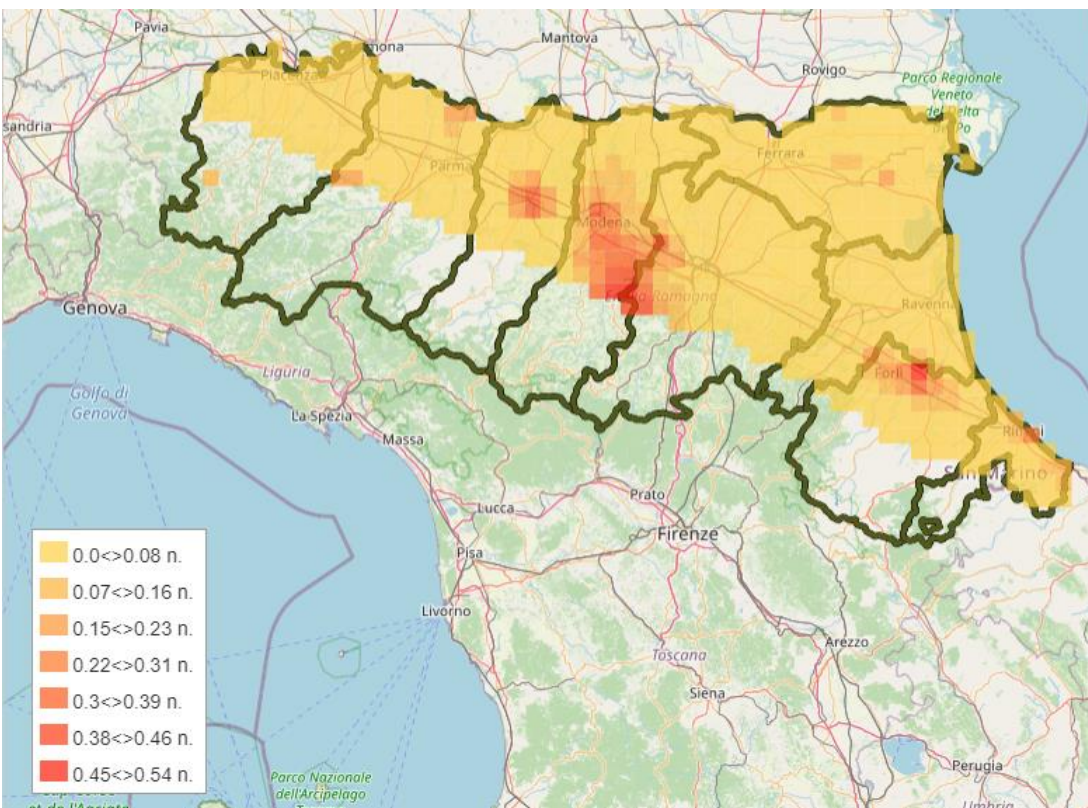 Pavia
Mantova
Rovigo
Parco Regionale
Veneto
del Delta
Po
sandria
Piacenza
mona
Parma
Ferrara
Modena
Romagna
Ravenna
Genova
Forlì
Liguria
Golfo di
Genova
La Spezia
Massa
San Marino
Prato
Lucca
Firenze
Pisa
Livorno
Arezzo
Toscana
Siena
Perugia
Umbria
Parco Nazionale
dell'Arcipelago
0.0<>0.08 n.
0.07<>0.16 n.
0.15<>0.23 n.
0.22<>0.31 n.
0.3<>0.39 n.
0.38<>0.46 n.
0.45<>0.54 n.